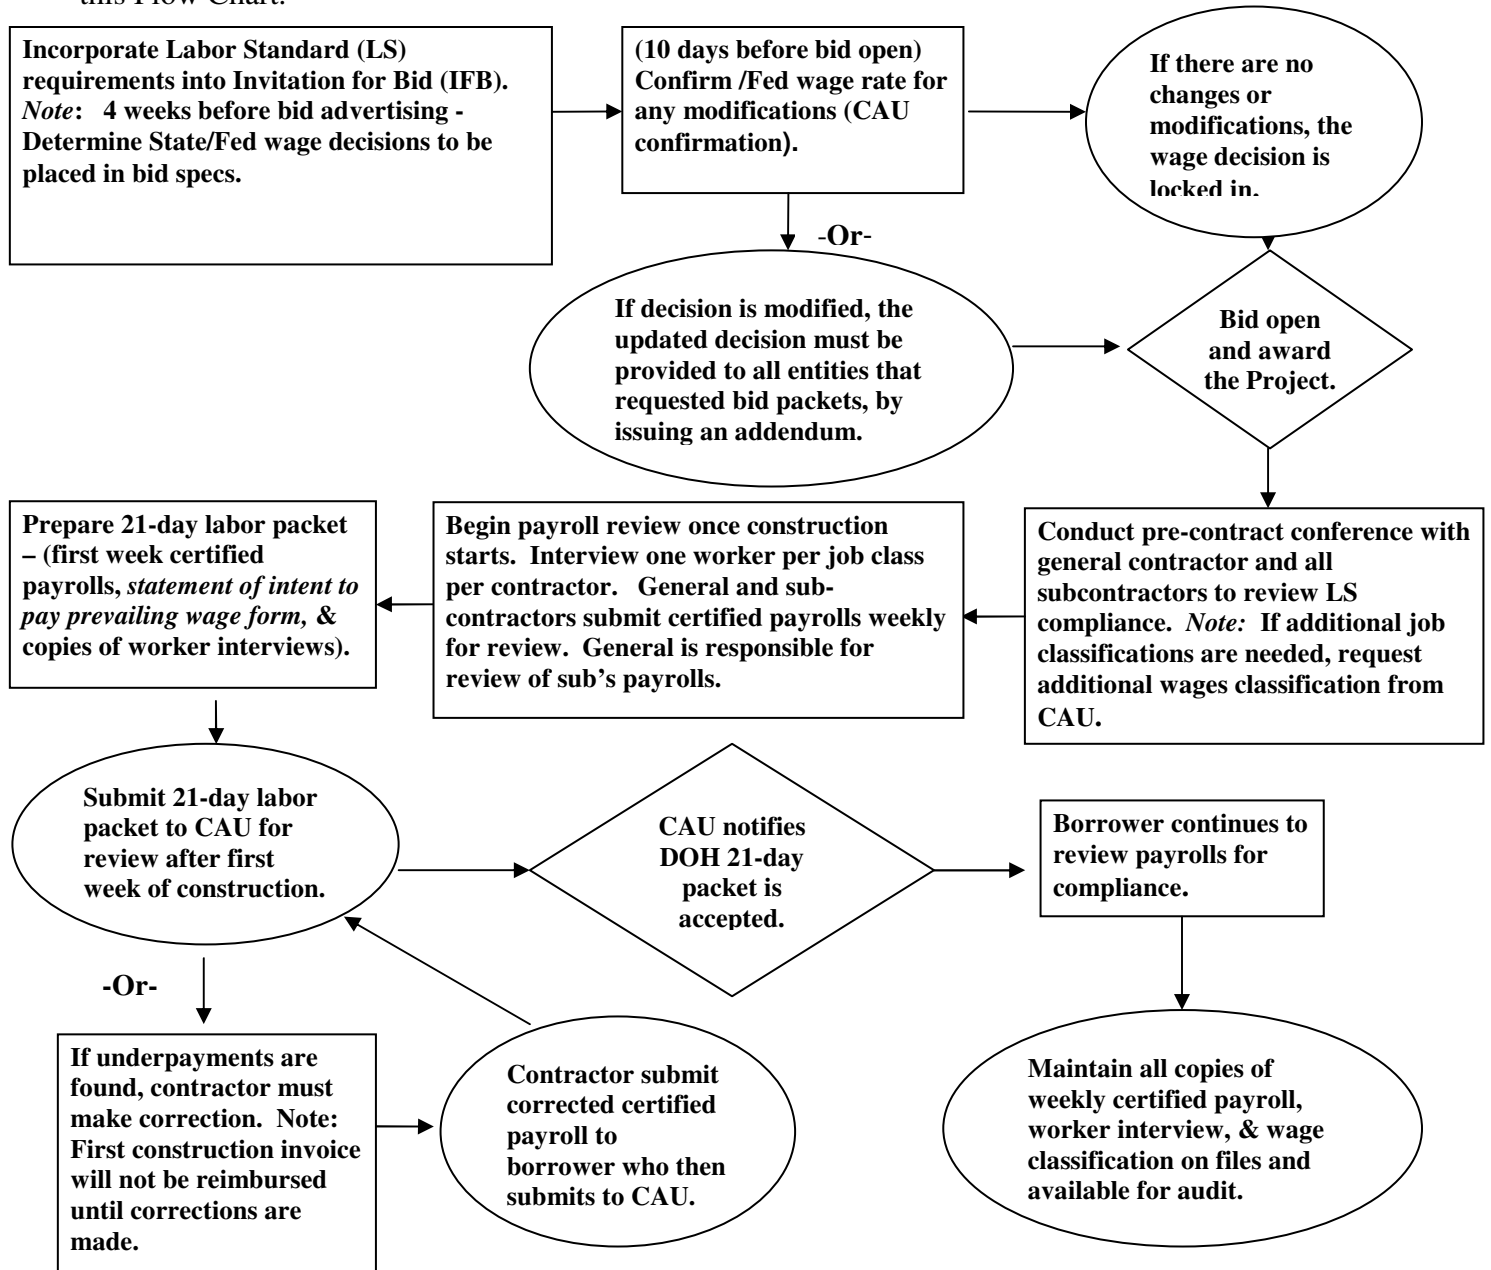 this Flow Chart.
Incorporate Labor Standard (LS)
requirements into Invitation for Bid (IFB).
Note:   4 weeks before bid advertising -
Determine State/Fed wage decisions to be
placed in bid specs.
(10 days before bid open)
Confirm /Fed wage rate for
any modifications (CAU
confirmation).
If there are no
changes or
modifications, the
wage decision is
locked in.
-Or-
If decision is modified, the
updated decision must be
provided to all entities that
requested bid packets, by
issuing an addendum.
Bid open
and award
the Project.
Conduct pre-contract conference with
general contractor and all
subcontractors to review LS
compliance.  Note:  If additional job
classifications are needed, request
additional wages classification from
CAU.
Begin payroll review once construction
starts.  Interview one worker per job class
per contractor.   General and sub-
contractors submit certified payrolls weekly
for review.  General is responsible for
review of sub’s payrolls.
Prepare 21-day labor packet
– (first week certified
payrolls, statement of intent to
pay prevailing wage form, &
copies of worker interviews).
Submit 21-day labor
packet to CAU for
review after first
week of construction.
CAU notifies
DOH 21-day
packet is
accepted.
Borrower continues to
review payrolls for
compliance.
-Or-
If underpayments are
found, contractor must
make correction.  Note:
First construction invoice
will not be reimbursed
until corrections are
made.
Contractor submit
corrected certified
payroll to
borrower who then
submits to CAU.
Maintain all copies of
weekly certified payroll,
worker interview, & wage
classification on files and
available for audit.